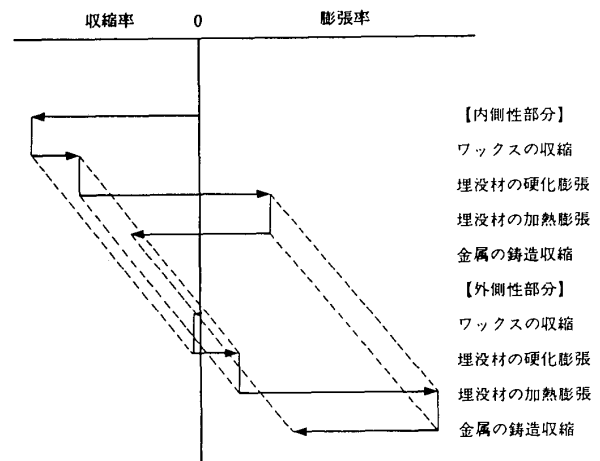 収縮率 0 膨張率
【内側性部分】
ワックスの収縮
埋没材の硬化膨張
埋没材の加熱膨張
金属の鋳造収縮
【外側性部分】
ワックスの収縮
埋没材の硬化膨張
埋没材の加熱膨張
金属の鋳造収縮